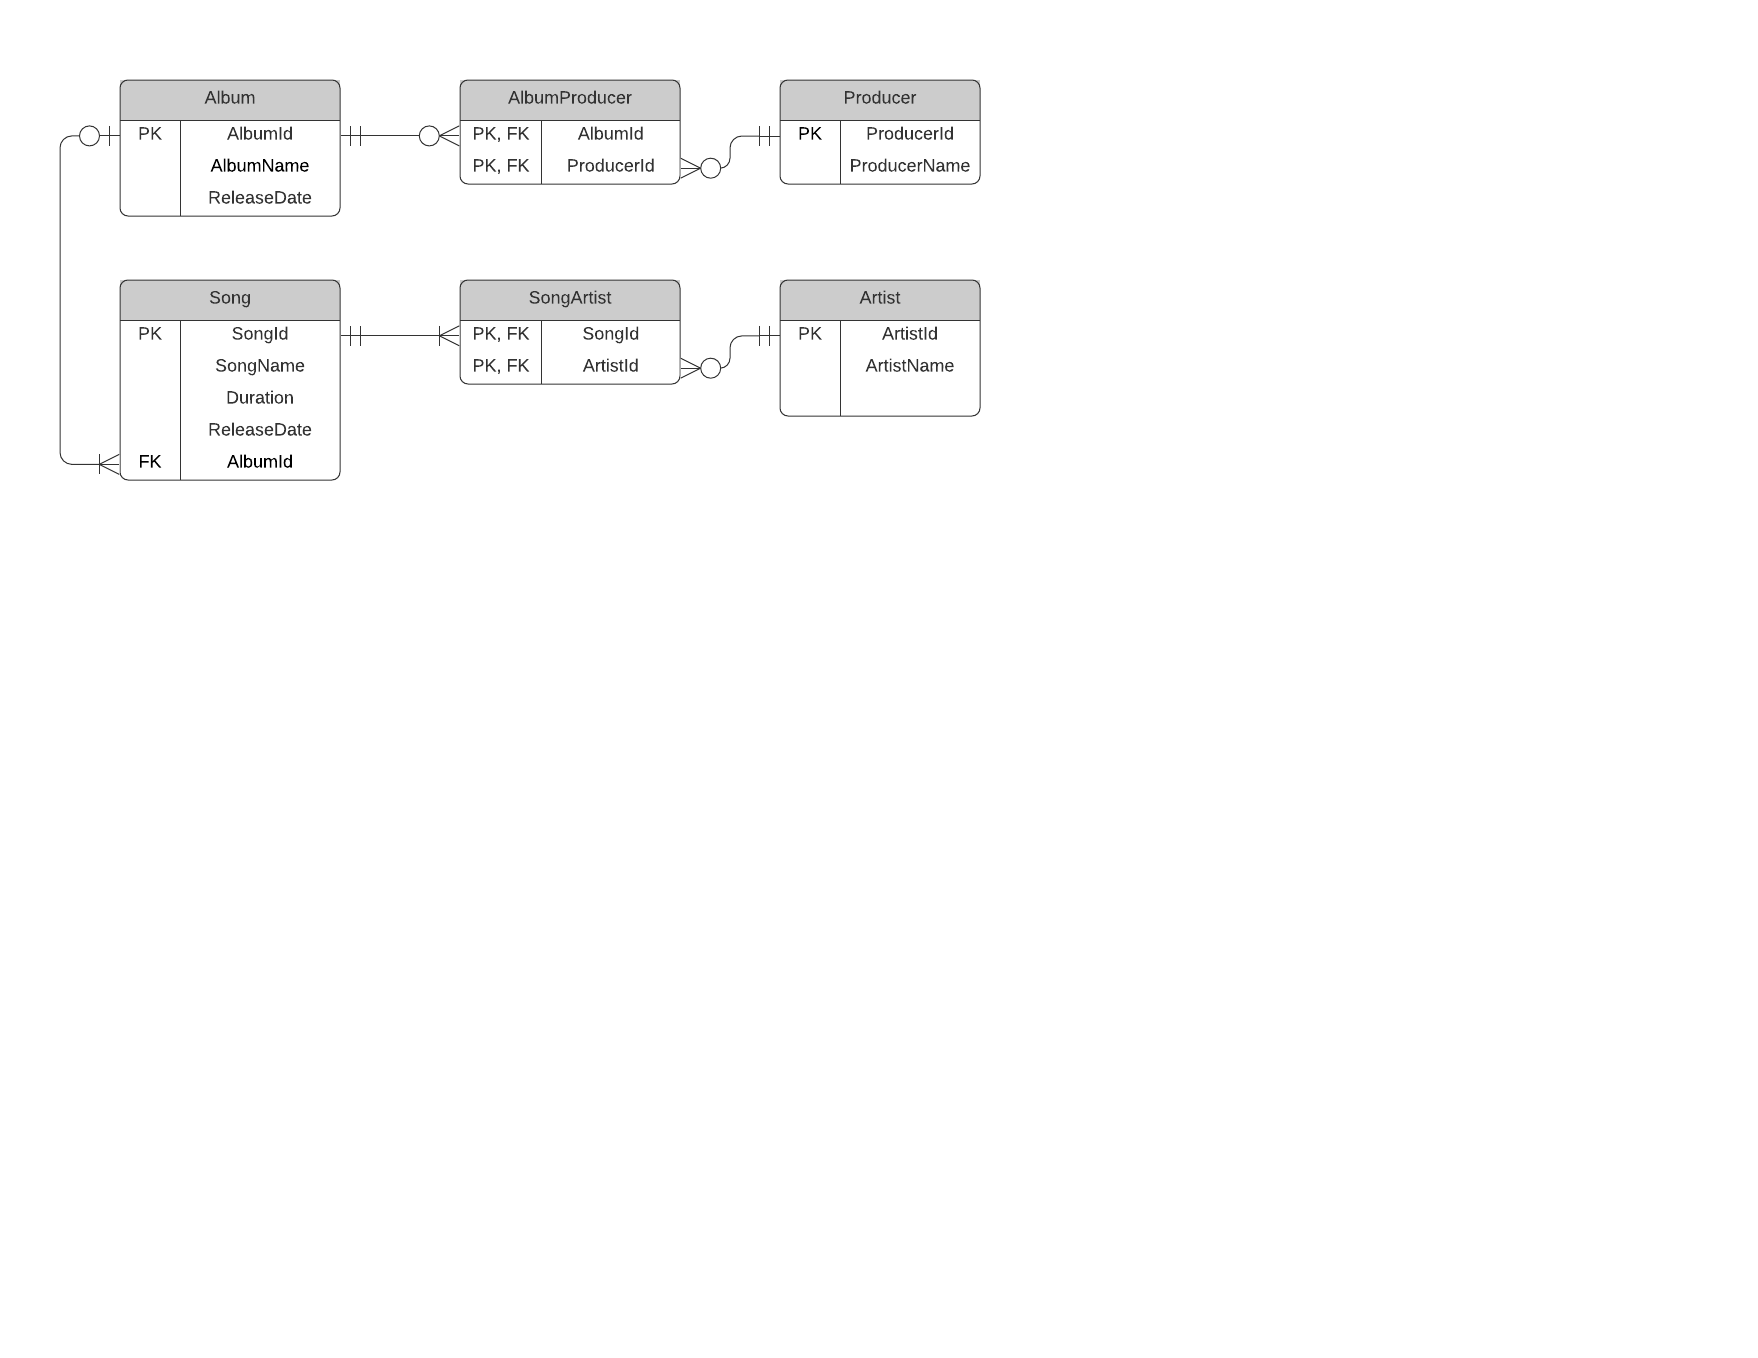 Album
PK AlbumId
AlbumName
ReleaseDate
AlbumProducer
PK, FK AlbumId
PK, FK ProducerId
Producer
PK ProducerId
ProducerName
Song
PK SongId
SongName
Duration
ReleaseDate
FK AlbumId
SongArtist
PK, FK SongId
PK, FK ArtistId
Artist
PK ArtistId
ArtistName